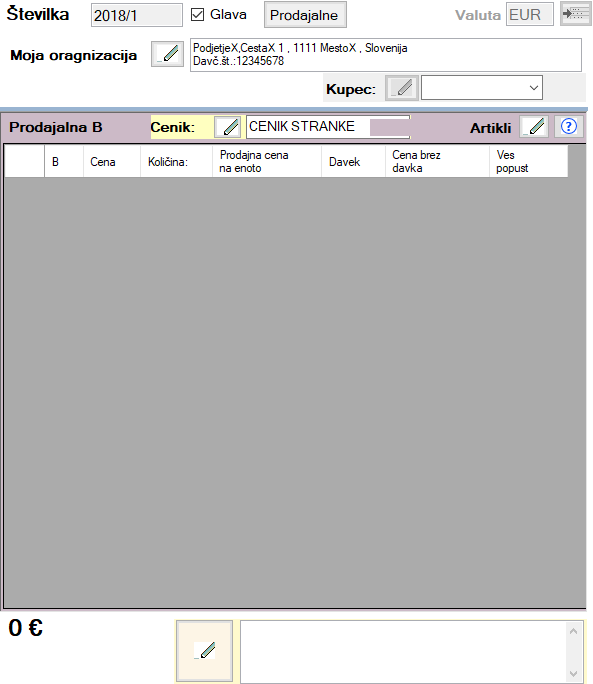 Številka 2018/1 Glava Prodajalne Valuta EUR
Moja oragnizacija PodjetjeX,CestaX 1 , 1111 MestoX , Slovenija
Davč.št.:12345678
Kupec:
Prodajalna B Cenik: CENIK STRANKE Artikli ?
B Cena Količina: Prodajna cena na enoto Davek Cena brez davka Ves popust
0 €